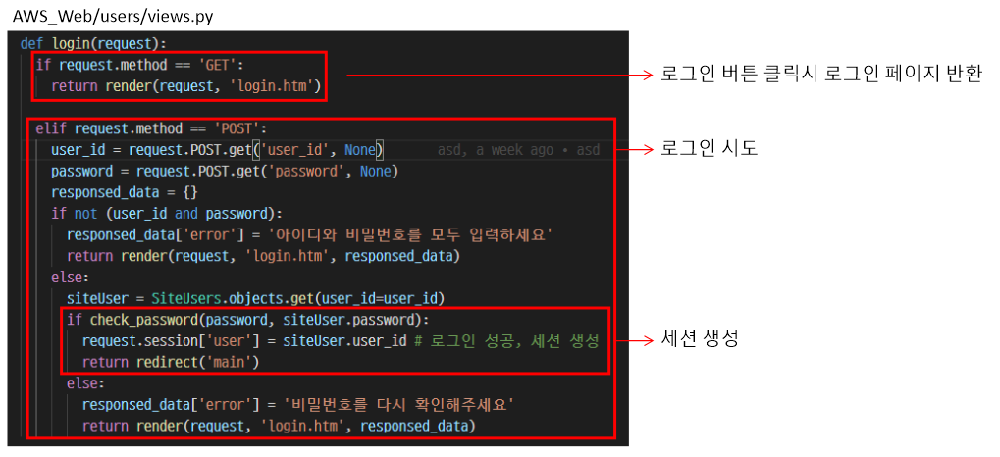 AWS_Web/users/views.py
def login(request):
if request.method == 'GET':
return render(request, 'login.htm')
로그인 버튼 클릭시 로그인 페이지 반환
elif request.method == 'POST':
user_id = request.POST.get('user_id', None) asd, a week ago • asd
로그인 시도
password = request.POST.get('password', None)
responsed_data = {}
if not (user_id and password):
responsed_data['error'] = '아이디와 비밀번호를 모두 입력하세요'
return render(request, 'login.htm', responsed_data)
else:
siteUser = SiteUsers.objects.get(user_id=user_id)
if check_password(password, siteUser.password):
request.session['user'] = siteUser.user_id # 로그인 성공, 세션 생성
세션 생성
return redirect('main')
else:
responsed_data['error'] = '비밀번호를 다시 확인해주세요'
return render(request, 'login.htm', responsed_data)